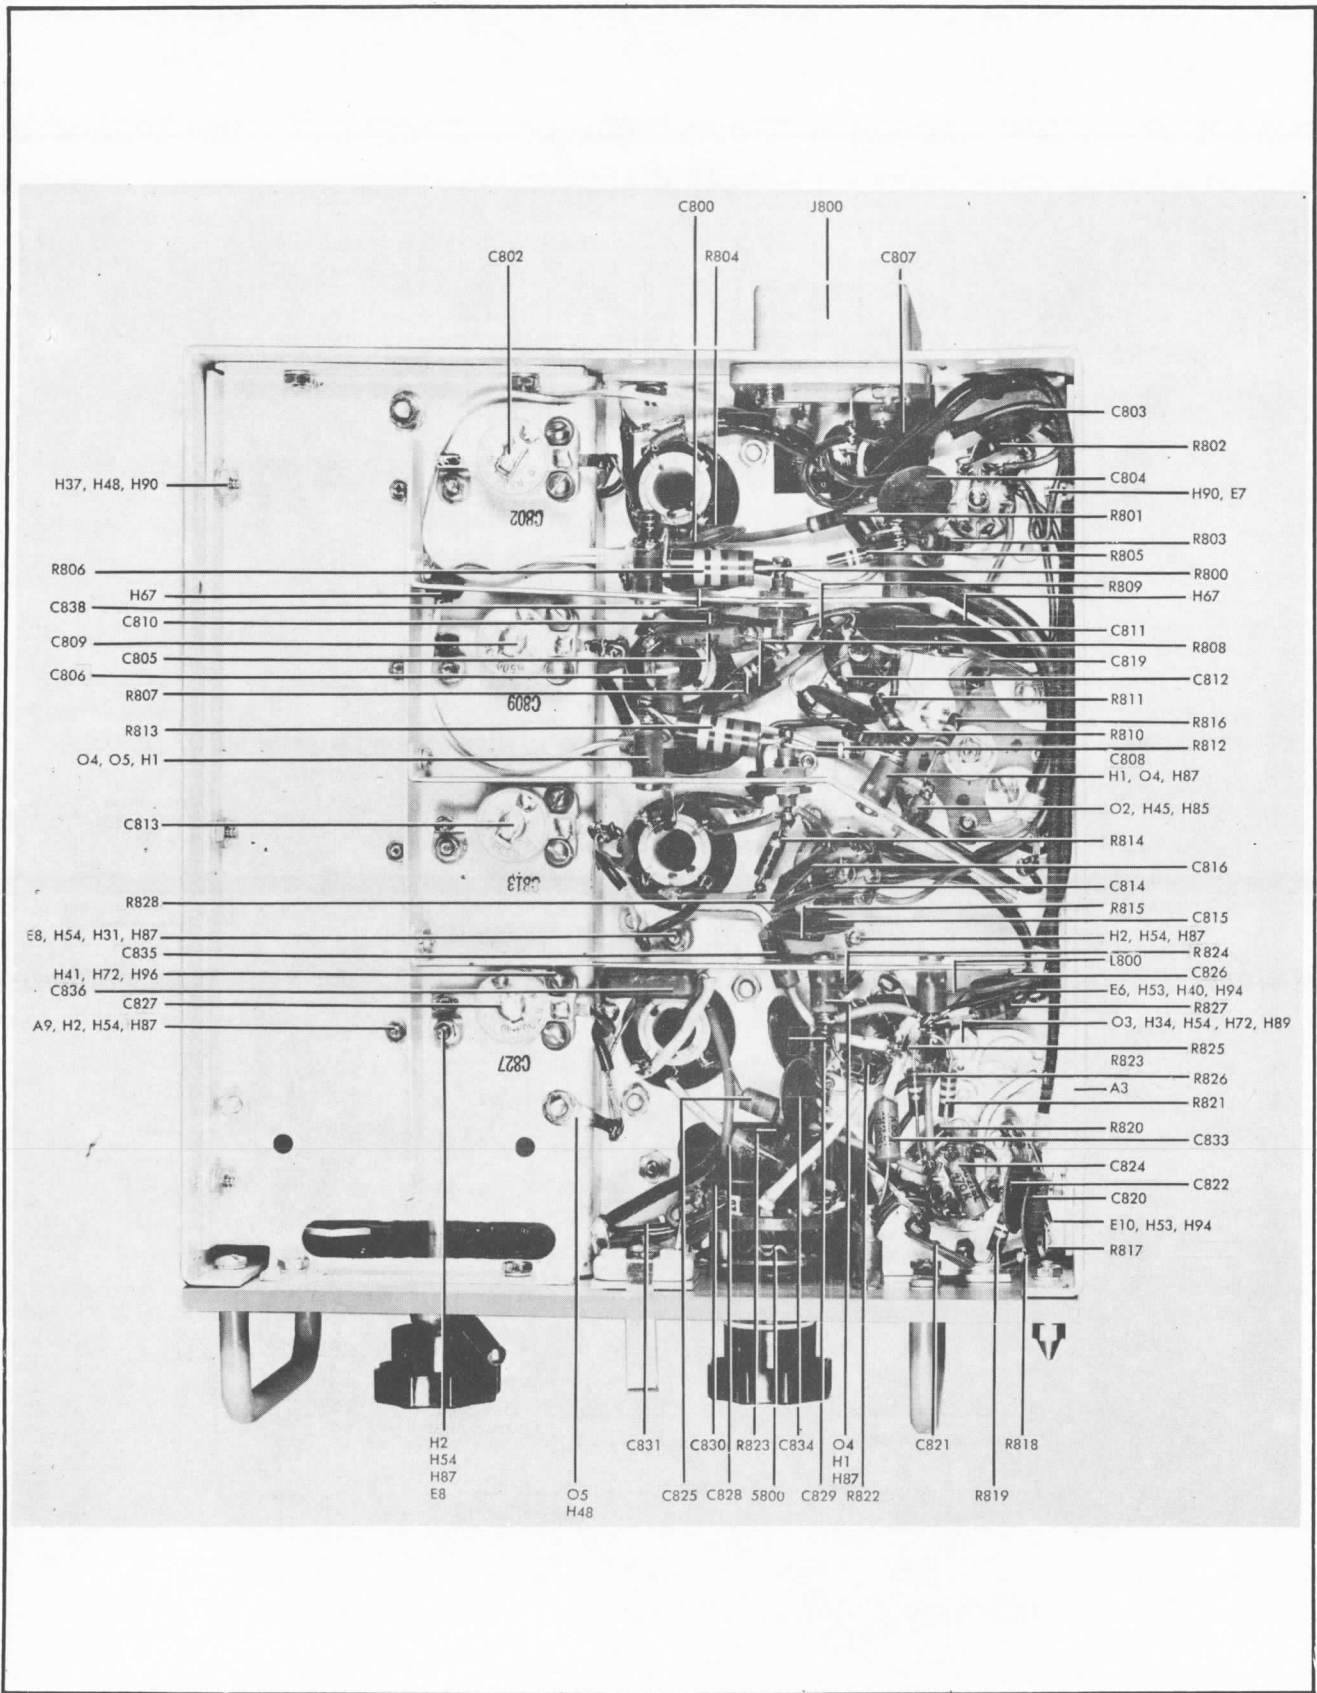 C800
J800
C802
R804
C807
C803
R802
H37, H48, H90
C804
H90, E7
R801
C802
R803
R805
R806
R800
R809
H67
H67
C838
C810
C811
C809
R808
C805
C819
C806
C812
R807
R811
C809
R813
R816
R810
R812
O4, O5, H1
C808
H1, O4, H87
O2, H45, H85
C813
R814
C816
C813
C814
R828
R815
C815
E8, H54, H31, H87
H2, H54, H87
C835
R824
L800
H41, H72, H96
C826
C836
E6, H53, H40, H94
C827
R827
A9, H2, H54, H87
O3, H34, H54, H72, H89
R825
C827
R823
R826
A3
R821
R820
C833
C824
C822
C820
E10, H53, H94
R817
H2
H54
H87
E8
C831
C830
R823
C834
O4
H1
H87
C821
R818
O5
H48
C825
C828
5800
C829
R822
R819